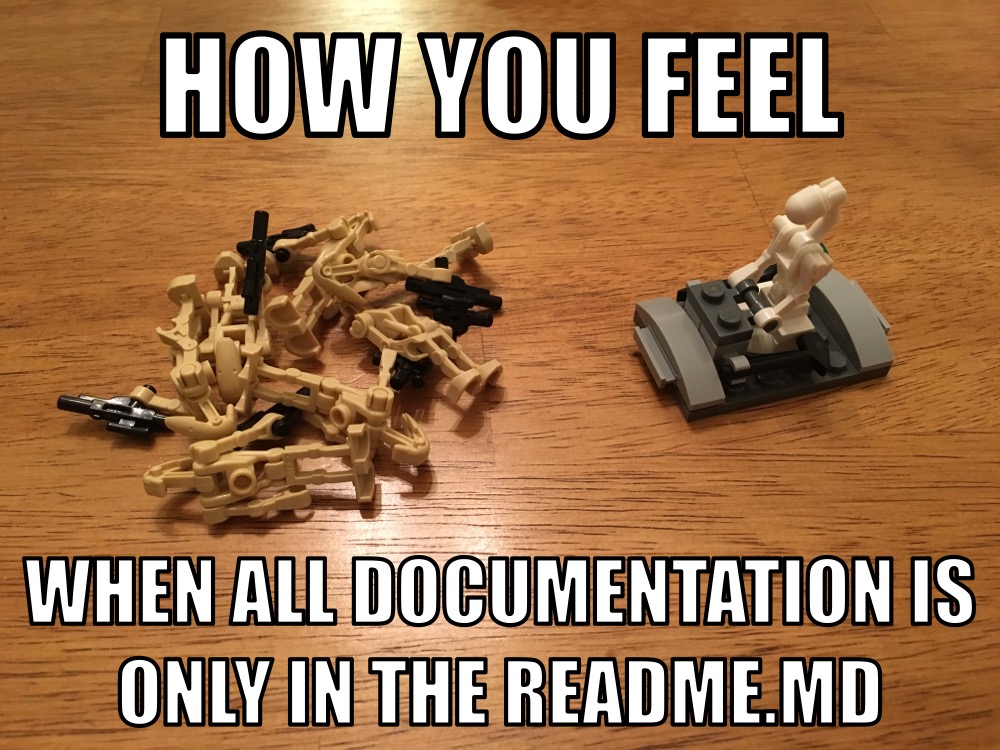 HOW YOU FEEL
WHEN ALL DOCUMENTATION IS
ONLY IN THE README.MD